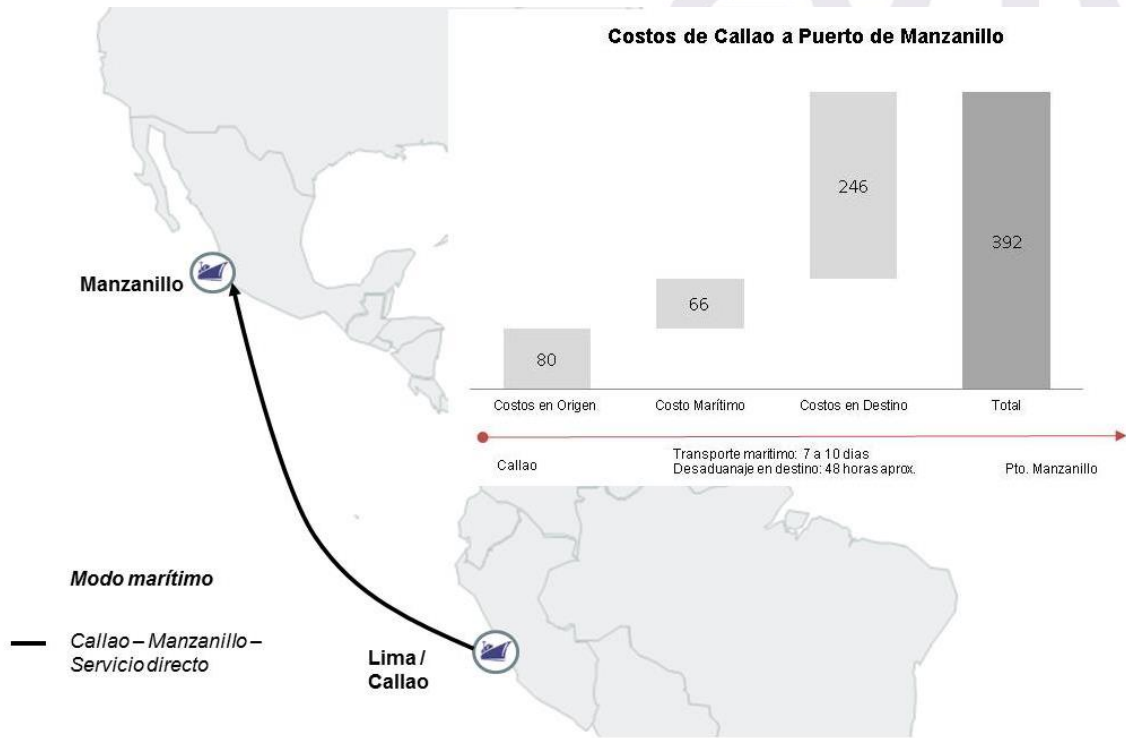 Costos de Callao a Puerto de Manzanillo
246
392
66
80
Costos en Origen
Costo Marítimo
Costos en Destino
Total
Transporte marítimo: 7 a 10 dias
Desaduanaje en destino: 48 horas aprox.
Callao
Pto. Manzanillo
Manzanillo
Modo marítimo
Callao – Manzanillo –
Servicio directo
Lima /
Callao